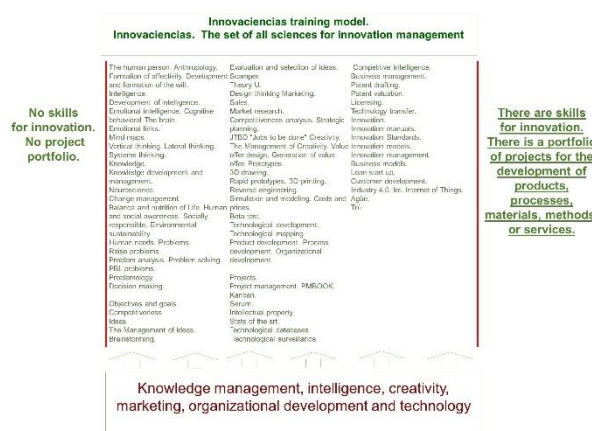 Innovaciencias training model.
Innovaciencias. The set of all sciences for innovation management
No skills
for innovation.
No project
portfolio.
The human person. Anthropology.
Formation of affectivity. Development
and formation of the will.
Intelligence.
Development of intelligence.
Emotional intelligence. Cognitive
behavioral The brain.
Emotional links.
Mind maps.
Vertical thinking. Lateral thinking.
Systems thinking.
Knowledge.
Knowledge development and
management.
Neuroscience.
Change management
Balance and nutrition of Life. Human
and social awareness. Socially
responsible. Environmental
sustainability.
Human needs. Problems.
Raise problems.
Problem analysis. Problem solving.
PBL problems.
Problemology.
Decision making.
Objectives and goals.
Competitiveness.
Ideas
The Management of Ideas.
Brainstorming.
Evaluation and selection of ideas.
Scamper.
Theory U.
Design thinking Marketing.
Sales.
Market research.
Competitiveness analysis. Strategic
planning.
JTBD "Jobs to be done" Creativity.
The Management of Creativity. Value
offer design. Generation of value
offer. Prototypes.
3D drawing.
Rapid prototypes. 3D printing.
Reverse engineering.
Simulation and modeling. Costs and
prices.
Beta test.
Technological development.
Technological mapping.
Product development. Process
development. Organizational
development.
Projects.
Project management. PMBOOK.
Kanban.
Scrum.
Intellectual property.
State of the art.
Technological databases.
Technological surveillance.
Competitive Intelligence.
Business management.
Patent drafting.
Patent valuation.
Licensing.
Technology transfer.
Innovation.
Innovation manuals.
Innovation Standards.
Innovation models.
Innovation management.
Business models.
Lean start up.
Customer development.
Industry 4.0. Iot. Internet of Things.
There are skills
for innovation.
There is a portfolio
of projects for the
development of
products,
processes,
materials, methods
or services.
Knowledge management, intelligence, creativity,
marketing, organizational development and technology